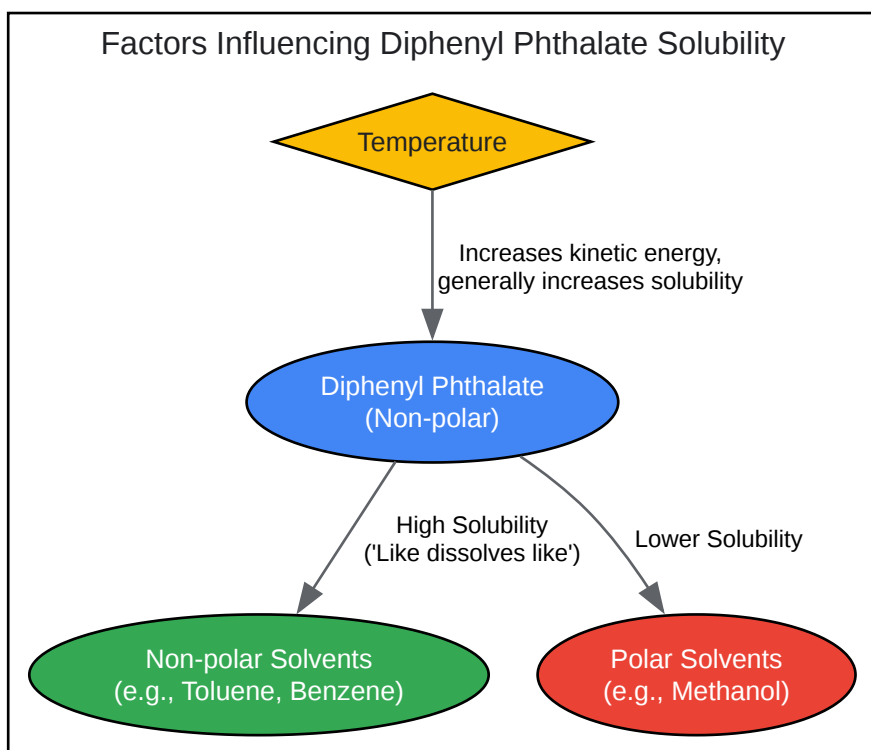 Factors Influencing Diphenyl Phthalate Solubility
Temperature
Increases kinetic energy,
generally increases solubility
Diphenyl Phthalate
(Non-polar)
High Solubility
('Like dissolves like')
Lower Solubility
Non-polar Solvents
(e.g., Toluene, Benzene)
Polar Solvents
(e.g., Methanol)